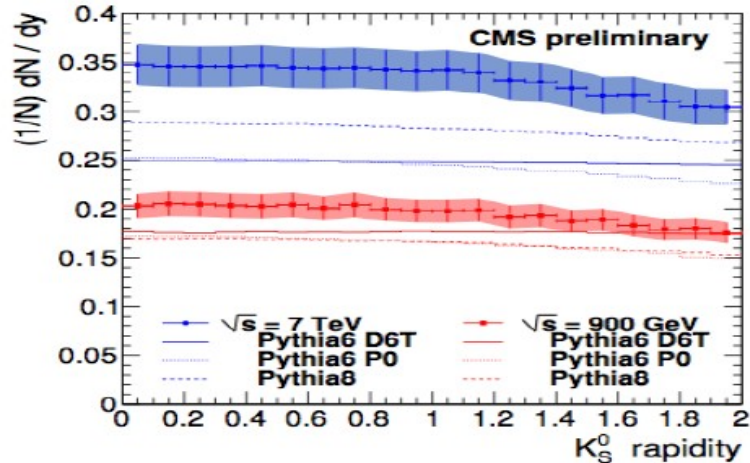 CMS preliminary
(1/N) dN / dy
0.4
0.35
0.3
0.25
0.2
0.15
0.1
0.05
0
√s = 7 TeV
Pythia6 D6T
Pythia6 P0
Pythia8
√s = 900 GeV
Pythia6 D6T
Pythia6 P0
Pythia8
0 0.2 0.4 0.6 0.8 1 1.2 1.4 1.6 1.8 2
K⁰S rapidity